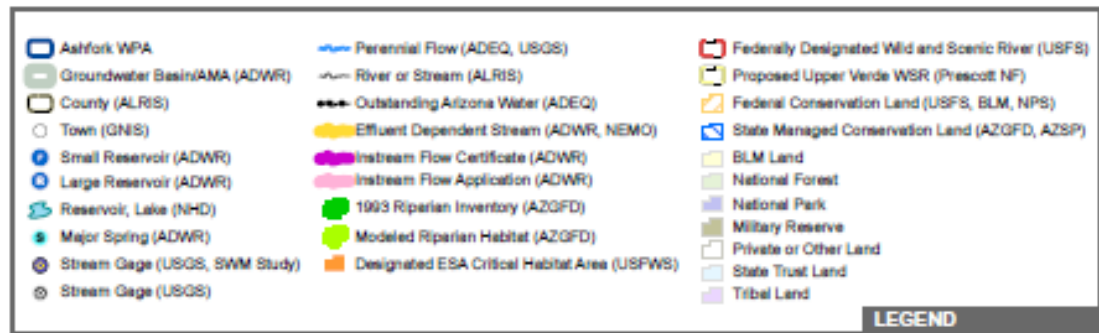 Ashfork WPA
Groundwater Basin/AMA (ADWR)
County (ALRIS)
Town (GNIS)
Small Reservoir (ADWR)
Large Reservoir (ADWR)
Reservoir, Lake (NHD)
S Major Spring (ADWR)
Stream Gage (USGS, SWM Study)
Stream Gage (USGS)
Perennial Flow (ADEQ, USGS)
River or Stream (ALRIS)
Outstanding Arizona Water (ADEQ)
Effluent Dependent Stream (ADWR, NEMO)
Instream Flow Certificate (ADWR)
Instream Flow Application (ADWR)
1993 Riparian Inventory (AZGFD)
Modeled Riparian Habitat (AZGFD)
Designated ESA Critical Habitat Area (USFWS)
Federally Designated Wild and Scenic River (USFS)
Proposed Upper Verde WSR (Prescott NF)
Federal Conservation Land (USFS, BLM, NPS)
State Managed Conservation Land (AZGFD, AZSP)
BLM Land
National Forest
National Park
Military Reserve
Private or Other Land
State Trust Land
Tribal Land
LEGEND